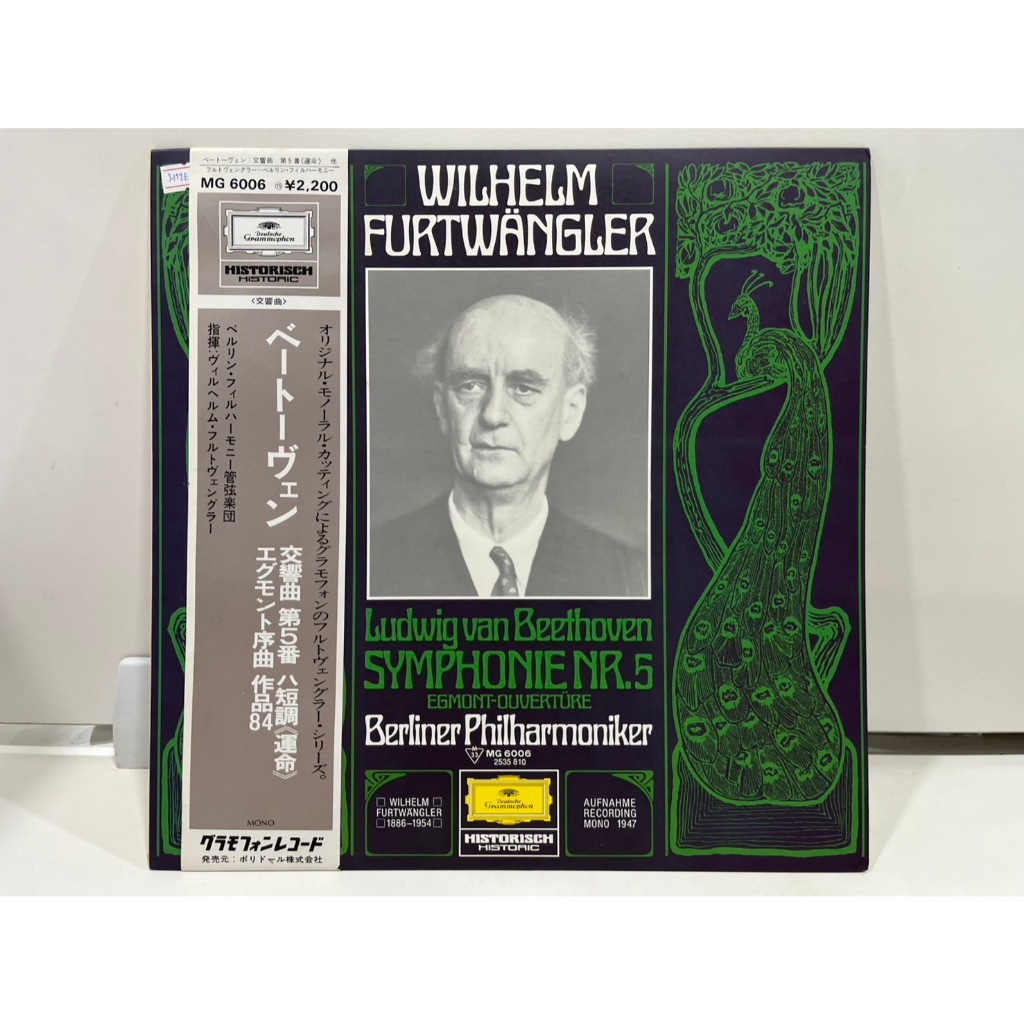 ベートーヴェン：交響曲 第5番〈運命〉 他
フルトヴェングラー＝ベルリン・フィルハーモニー
MG 6006 ¥2,200
Deutsche
Grammophon
HISTORISCH
HISTORIC
〈交響曲〉
オリジナル・モノーラル・カッティングによるグラモフォンのフルトヴェングラー・シリーズ。
ベートーヴェン
交響曲 第5番 ハ短調《運命》
エグモント序曲 作品84
ベルリン・フィルハーモニー管弦楽団
指揮：ヴィルヘルム・フルトヴェングラー
MONO
グラモフォンレコード
発売元：ポリドール株式会社
WILHELM
FURTWÄNGLER
Ludwig van Beethoven
SYMPHONIE NR.5
EGMONT-OUVERTÜRE
Berliner Philharmoniker
M
33
MG 6006
2535 810
WILHELM
FURTWÄNGLER
1886–1954
Deutsche
Grammophon
HISTORISCH
HISTORIC
AUFNAHME
RECORDING
MONO 1947